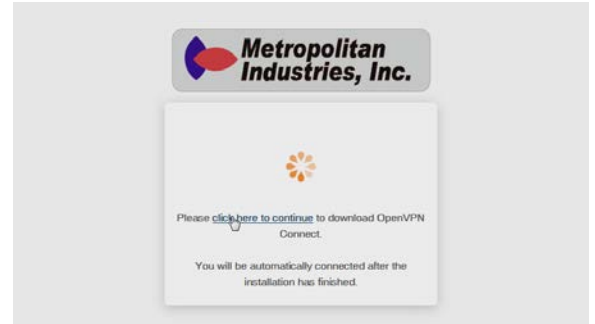 Metropolitan
Industries, Inc.
Please click here to continue to download OpenVPN
Connect.
You will be automatically connected after the
installation has finished.